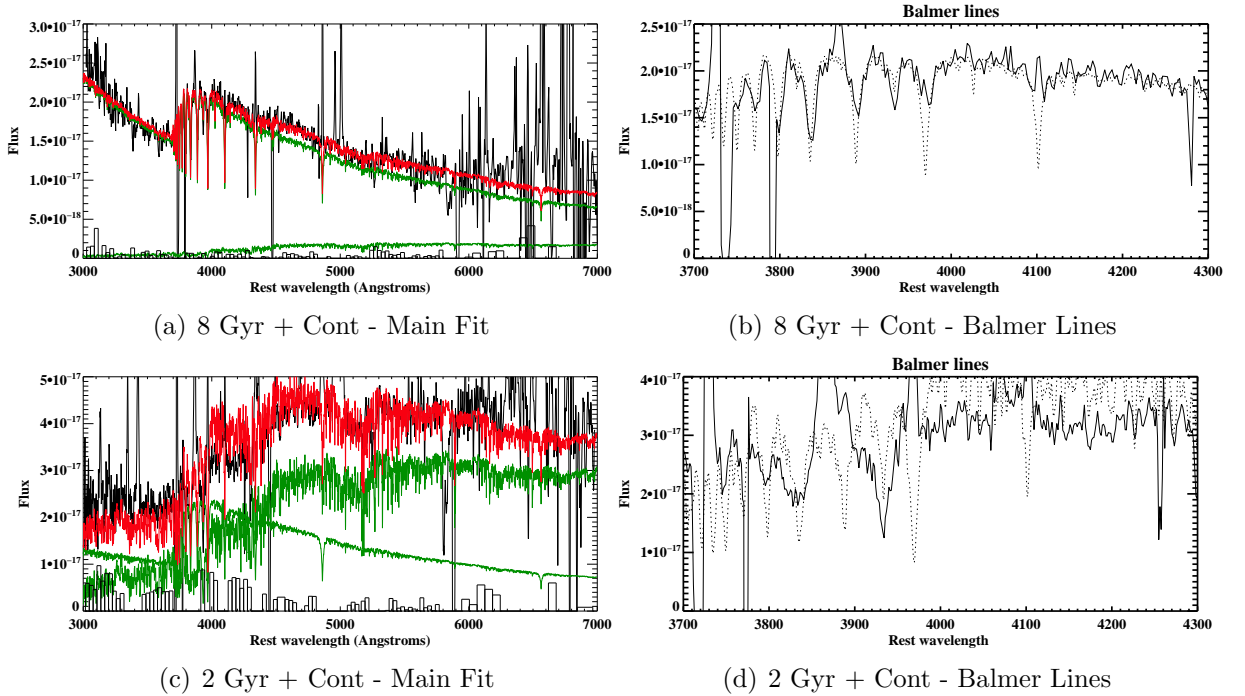 3.0•10⁻¹⁷
2.5•10⁻¹⁷
2.0•10⁻¹⁷
1.5•10⁻¹⁷
1.0•10⁻¹⁷
5.0•10⁻¹⁸
0
Flux
3000 4000 5000 6000 7000
Rest wavelength (Angstroms)
(a) 8 Gyr + Cont - Main Fit
Balmer lines
2.5•10⁻¹⁷
2.0•10⁻¹⁷
1.5•10⁻¹⁷
1.0•10⁻¹⁷
5.0•10⁻¹⁸
0
Flux
3700 3800 3900 4000 4100 4200 4300
Rest wavelength
(b) 8 Gyr + Cont - Balmer Lines
5•10⁻¹⁷
4•10⁻¹⁷
3•10⁻¹⁷
2•10⁻¹⁷
1•10⁻¹⁷
0
Flux
3000 4000 5000 6000 7000
Rest wavelength (Angstroms)
(c) 2 Gyr + Cont - Main Fit
Balmer lines
4•10⁻¹⁷
3•10⁻¹⁷
2•10⁻¹⁷
1•10⁻¹⁷
0
Flux
3700 3800 3900 4000 4100 4200 4300
Rest wavelength
(d) 2 Gyr + Cont - Balmer Lines